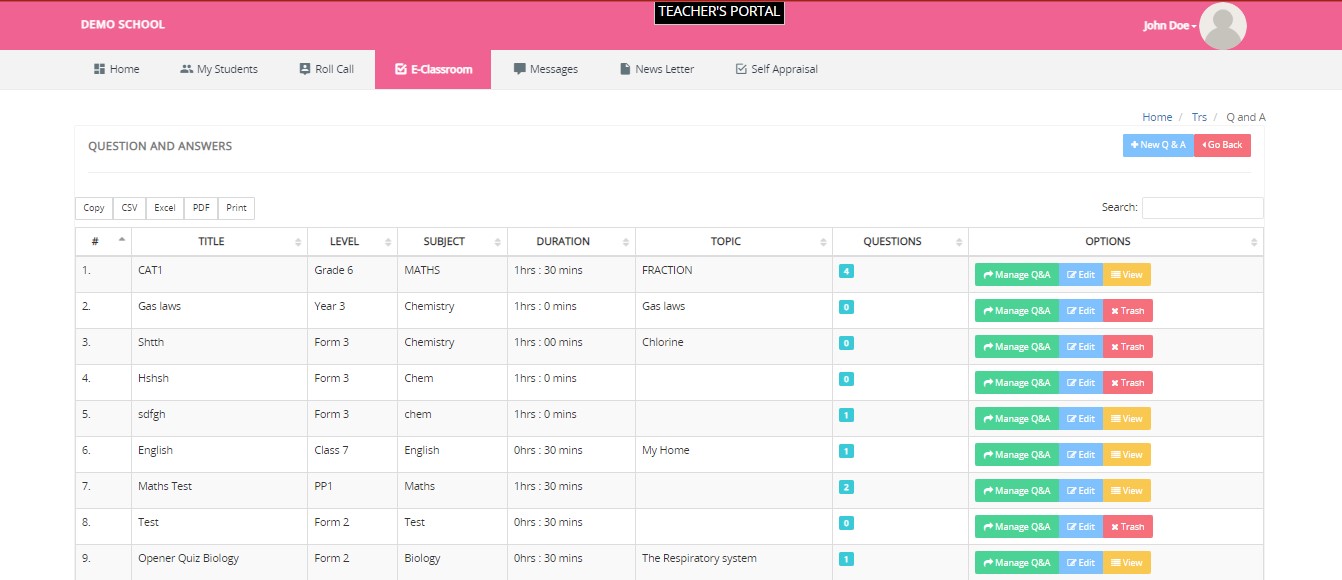 TEACHER'S PORTAL
DEMO SCHOOL John Doe
Home My Students Roll Call E-Classroom Messages News Letter Self Appraisal
Home / Trs / Q and A
QUESTION AND ANSWERS New Q & A Go Back
Copy CSV Excel PDF Print Search:
# TITLE LEVEL SUBJECT DURATION TOPIC QUESTIONS OPTIONS
1. CAT1 Grade 6 MATHS 1hrs : 30 mins FRACTION 4 Manage Q&A Edit View
2. Gas laws Year 3 Chemistry 1hrs : 0 mins Gas laws 0 Manage Q&A Edit Trash
3. Shtth Form 3 Chemistry 1hrs : 00 mins Chlorine 0 Manage Q&A Edit Trash
4. Hshsh Form 3 Chem 1hrs : 0 mins 0 Manage Q&A Edit Trash
5. sdfgh Form 3 chem 1hrs : 0 mins 1 Manage Q&A Edit View
6. English Class 7 English 0hrs : 30 mins My Home 1 Manage Q&A Edit View
7. Maths Test PP1 Maths 1hrs : 30 mins 2 Manage Q&A Edit View
8. Test Form 2 Test 0hrs : 30 mins 0 Manage Q&A Edit Trash
9. Opener Quiz Biology Form 2 Biology 0hrs : 30 mins The Respiratory system 1 Manage Q&A Edit View